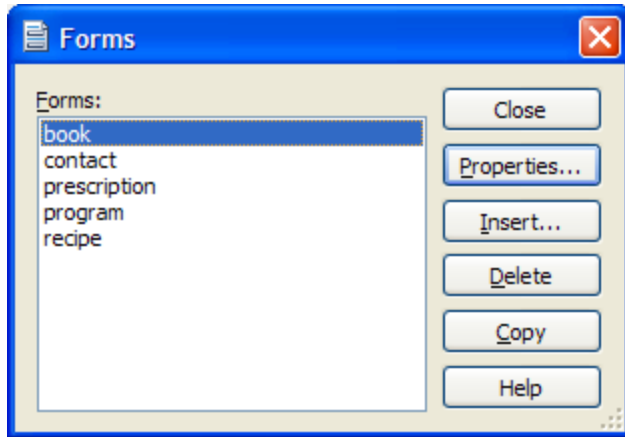 Forms
Forms:
book
contact
prescription
program
recipe
Close
Properties...
Insert...
Delete
Copy
Help